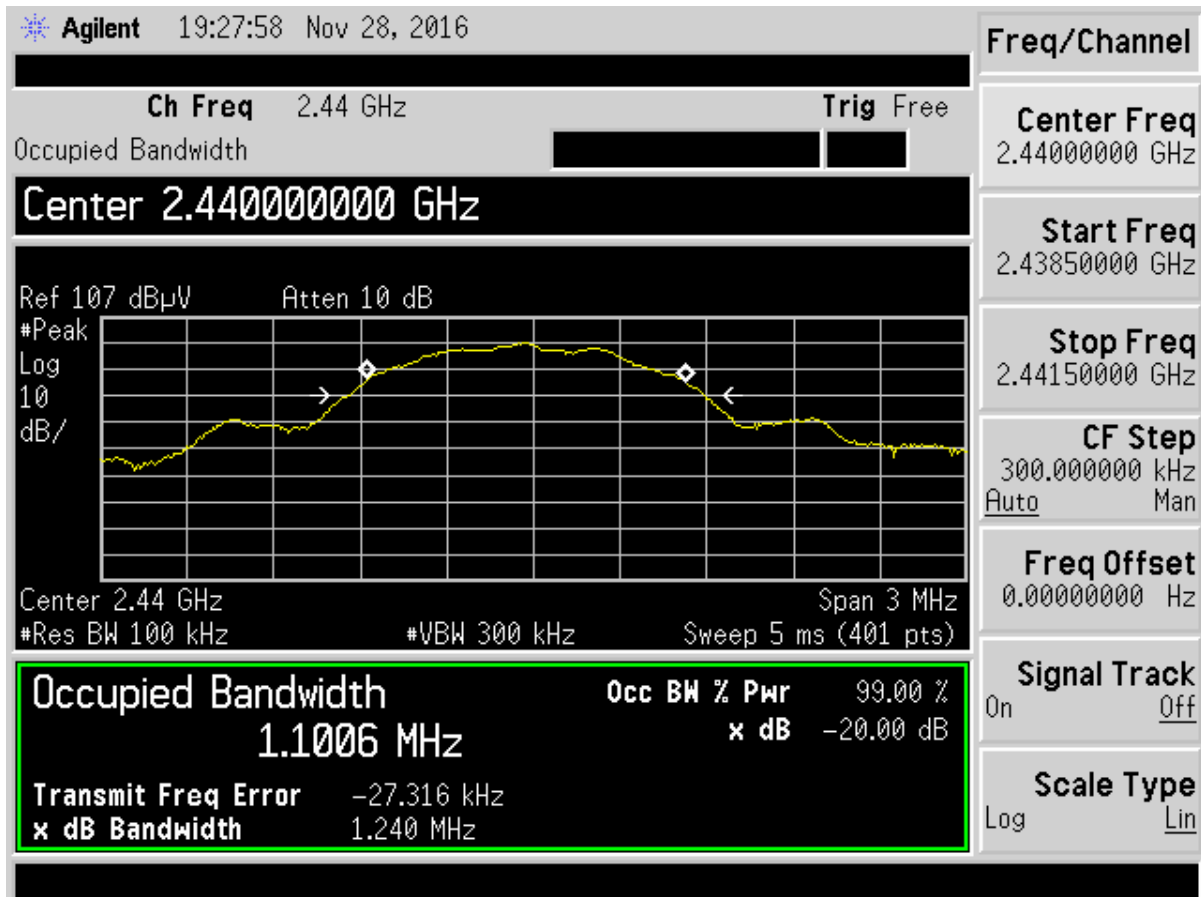 Agilent 19:27:58 Nov 28, 2016
Ch Freq 2.44 GHz Trig Free
Occupied Bandwidth
Center 2.440000000 GHz
Ref 107 dBµV Atten 10 dB
#Peak
Log
10
dB/
Center 2.44 GHz Span 3 MHz
#Res BW 100 kHz #VBW 300 kHz Sweep 5 ms (401 pts)
Occupied Bandwidth
1.1006 MHz
Occ BW % Pwr 99.00 %
x dB -20.00 dB
Transmit Freq Error -27.316 kHz
x dB Bandwidth 1.240 MHz
Freq/Channel
Center Freq
2.44000000 GHz
Start Freq
2.43850000 GHz
Stop Freq
2.44150000 GHz
CF Step
300.000000 kHz
Auto Man
Freq Offset
0.00000000 Hz
Signal Track
On Off
Scale Type
Log Lin